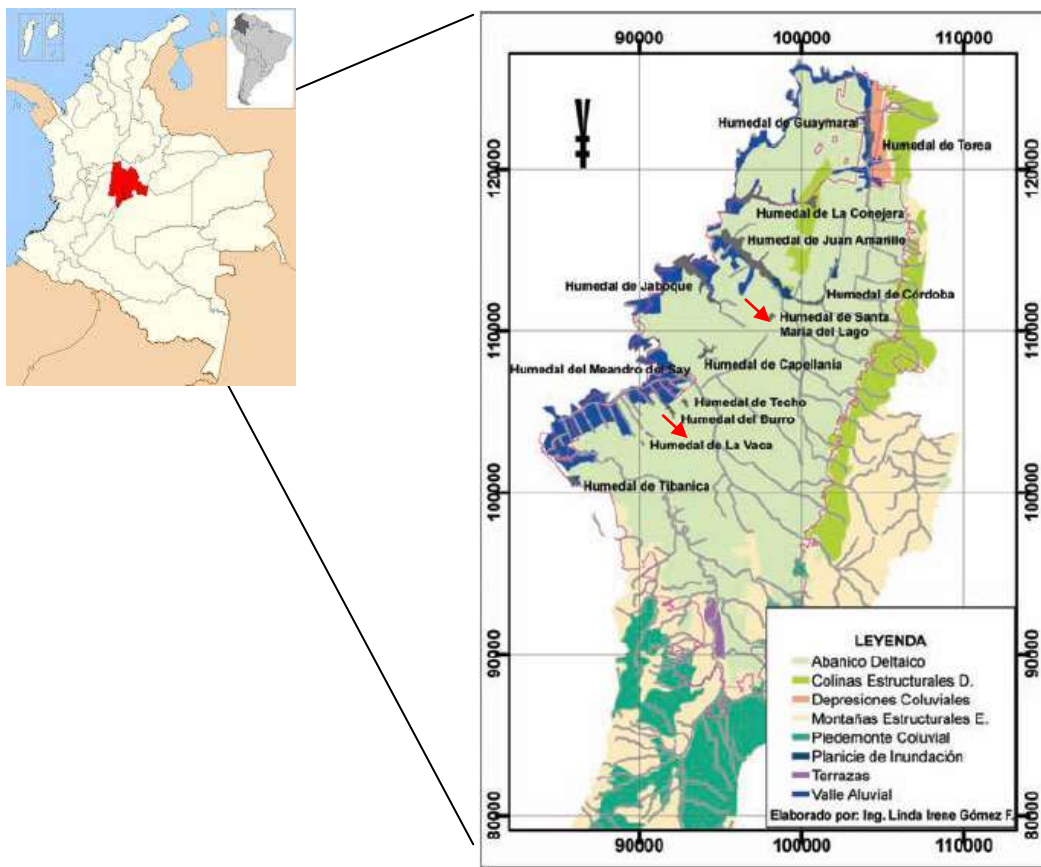 90000 100000 110000
Humedal de Guaymaral
Humedal de Torca
120000
120000
Humedal de La Conejera
Humedal de Juan Amarillo
Humedal de Jaboque
Humedal de Córdoba
Humedal de Santa
Maria del Lago
110000
110000
Humedal de Capellania
Humedal del Meandro del Say
Humedal de Techo
Humedal del Burro
Humedal de La Vaca
Humedal de Tibanica
100000
100000
LEYENDA
Abanico Deltaico
Colinas Estructurales D.
Depresiones Coluviales
Montañas Estructurales E.
Piedemonte Coluvial
Planicie de Inundación
Terrazas
Valle Aluvial
Elaborado por: Ing. Linda Irene Gómez F.
90000
90000
80000
80000
90000 100000 110000